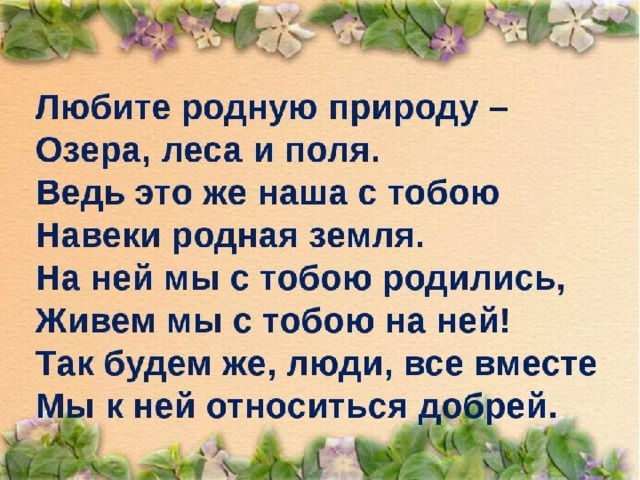 Любите родную природу –
Озера, леса и поля.
Ведь это же наша с тобою
Навеки родная земля.
На ней мы с тобою родились,
Живем мы с тобою на ней!
Так будем же, люди, все вместе
Мы к ней относиться добрей.